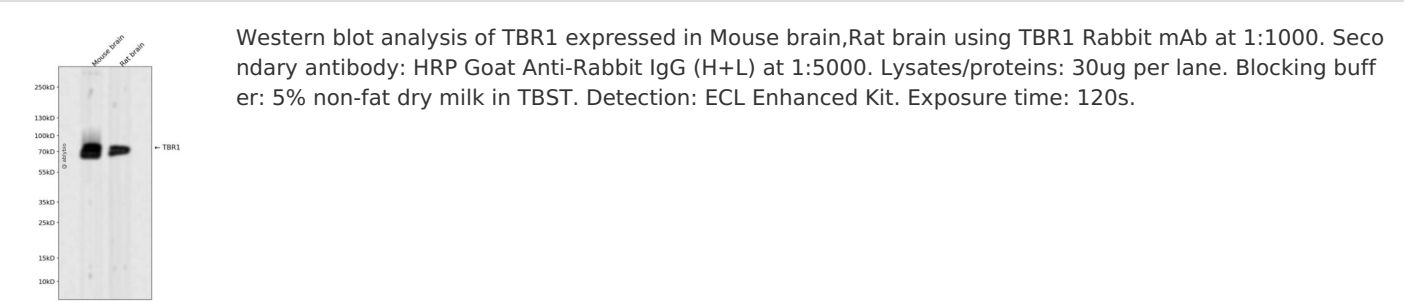 Mouse brain
Rat brain
Western blot analysis of TBR1 expressed in Mouse brain,Rat brain using TBR1 Rabbit mAb at 1:1000. Seco
ndary antibody: HRP Goat Anti-Rabbit IgG (H+L) at 1:5000. Lysates/proteins: 30ug per lane. Blocking buff
er: 5% non-fat dry milk in TBST. Detection: ECL Enhanced Kit. Exposure time: 120s.
250kD
130kD
100kD
70kD
← TBR1
55kD
35kD
25kD
15kD
10kD